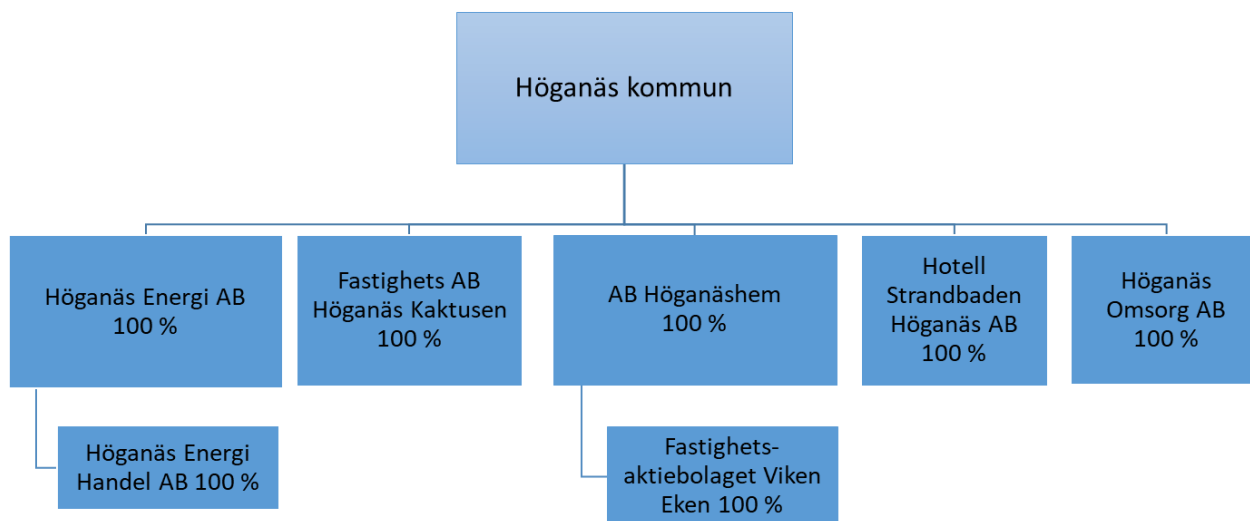 Höganäs kommun
Höganäs Energi AB
100 %
Fastighets AB
Höganäs Kaktusen
100 %
AB Höganäshem
100 %
Hotell
Strandbaden
Höganäs AB
100 %
Höganäs
Omsorg AB
100 %
Höganäs Energi
Handel AB 100 %
Fastighets-
aktiebolaget Viken
Eken 100 %